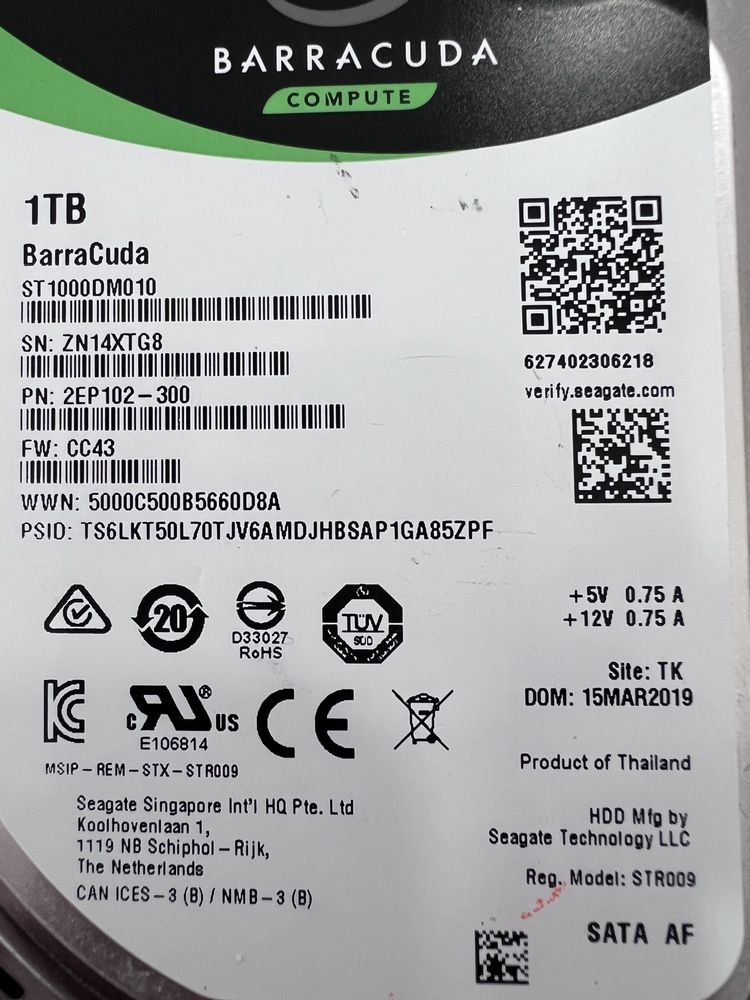 BARRACUDA
COMPUTE
1TB
BarraCuda
ST1000DM010
SN: ZN14XTG8
PN: 2EP102-300
FW: CC43
WWN: 5000C500B5660D8A
PSID: TS6LKT50L70TJV6AMDJHBSAP1GA85ZPF
627402306218
verify.seagate.com
+5V 0.75 A
+12V 0.75 A
20
D33027
RoHS
TÜV
SÜD
Site: TK
DOM: 15MAR2019
c RU ® US
E106814
CE
MSIP-REM-STX-STR009
Product of Thailand
Seagate Singapore Int'l HQ Pte. Ltd
Koolhovenlaan 1,
1119 NB Schiphol-Rijk,
The Netherlands
CAN ICES-3 (B) / NMB-3 (B)
HDD Mfg by
Seagate Technology LLC
Reg. Model: STR009
SATA AF